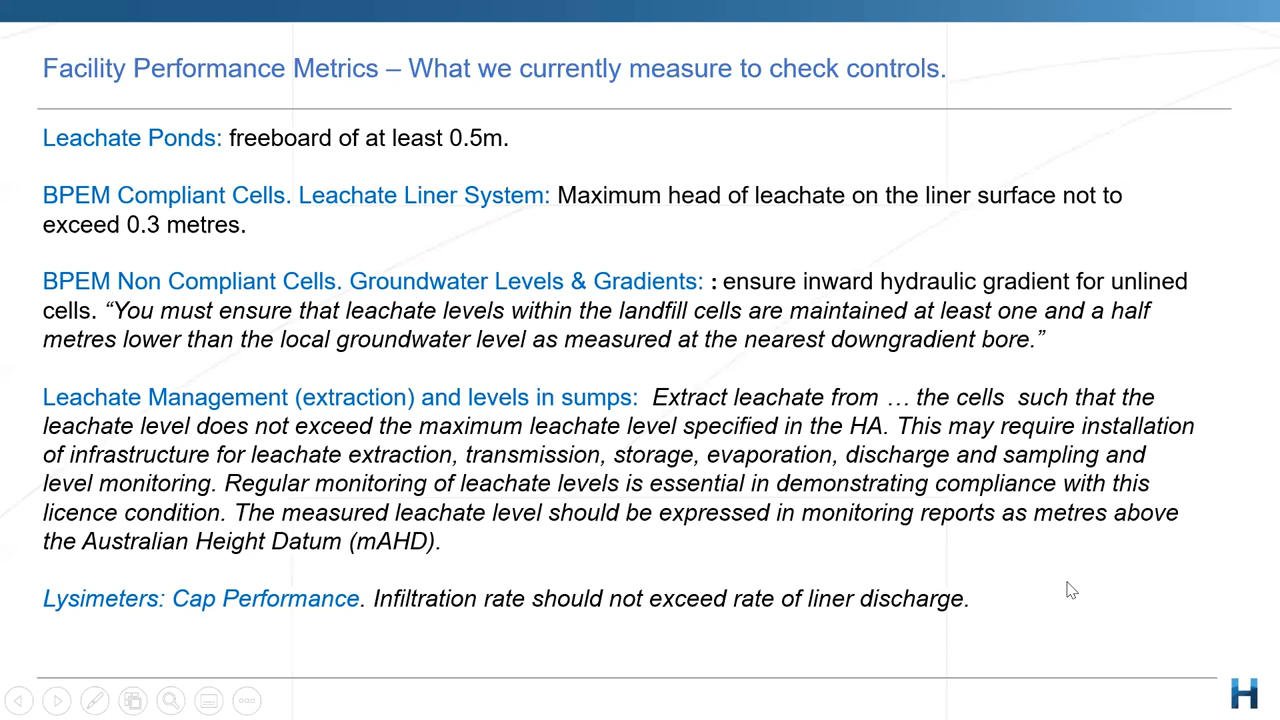 Facility Performance Metrics – What we currently measure to check controls.
Leachate Ponds: freeboard of at least 0.5m.
BPEM Compliant Cells. Leachate Liner System: Maximum head of leachate on the liner surface not to
exceed 0.3 metres.
BPEM Non Compliant Cells. Groundwater Levels & Gradients: : ensure inward hydraulic gradient for unlined
cells. “You must ensure that leachate levels within the landfill cells are maintained at least one and a half
metres lower than the local groundwater level as measured at the nearest downgradient bore.”
Leachate Management (extraction) and levels in sumps: Extract leachate from … the cells such that the
leachate level does not exceed the maximum leachate level specified in the HA. This may require installation
of infrastructure for leachate extraction, transmission, storage, evaporation, discharge and sampling and
level monitoring. Regular monitoring of leachate levels is essential in demonstrating compliance with this
licence condition. The measured leachate level should be expressed in monitoring reports as metres above
the Australian Height Datum (mAHD).
Lysimeters: Cap Performance. Infiltration rate should not exceed rate of liner discharge.
H